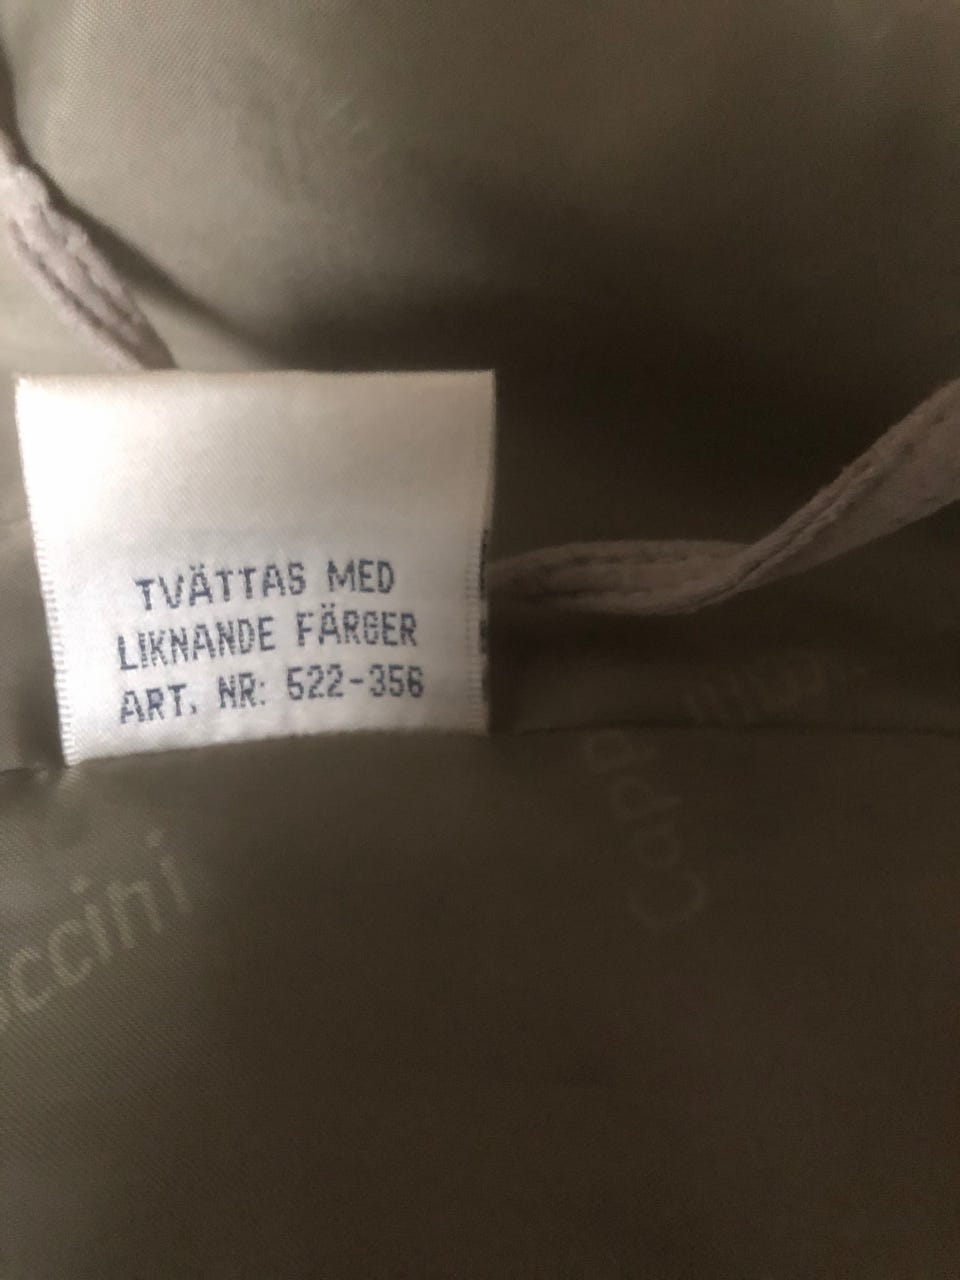 TVÄTTAS MED
LIKNANDE FÄRGER
ART. NR: 522-356